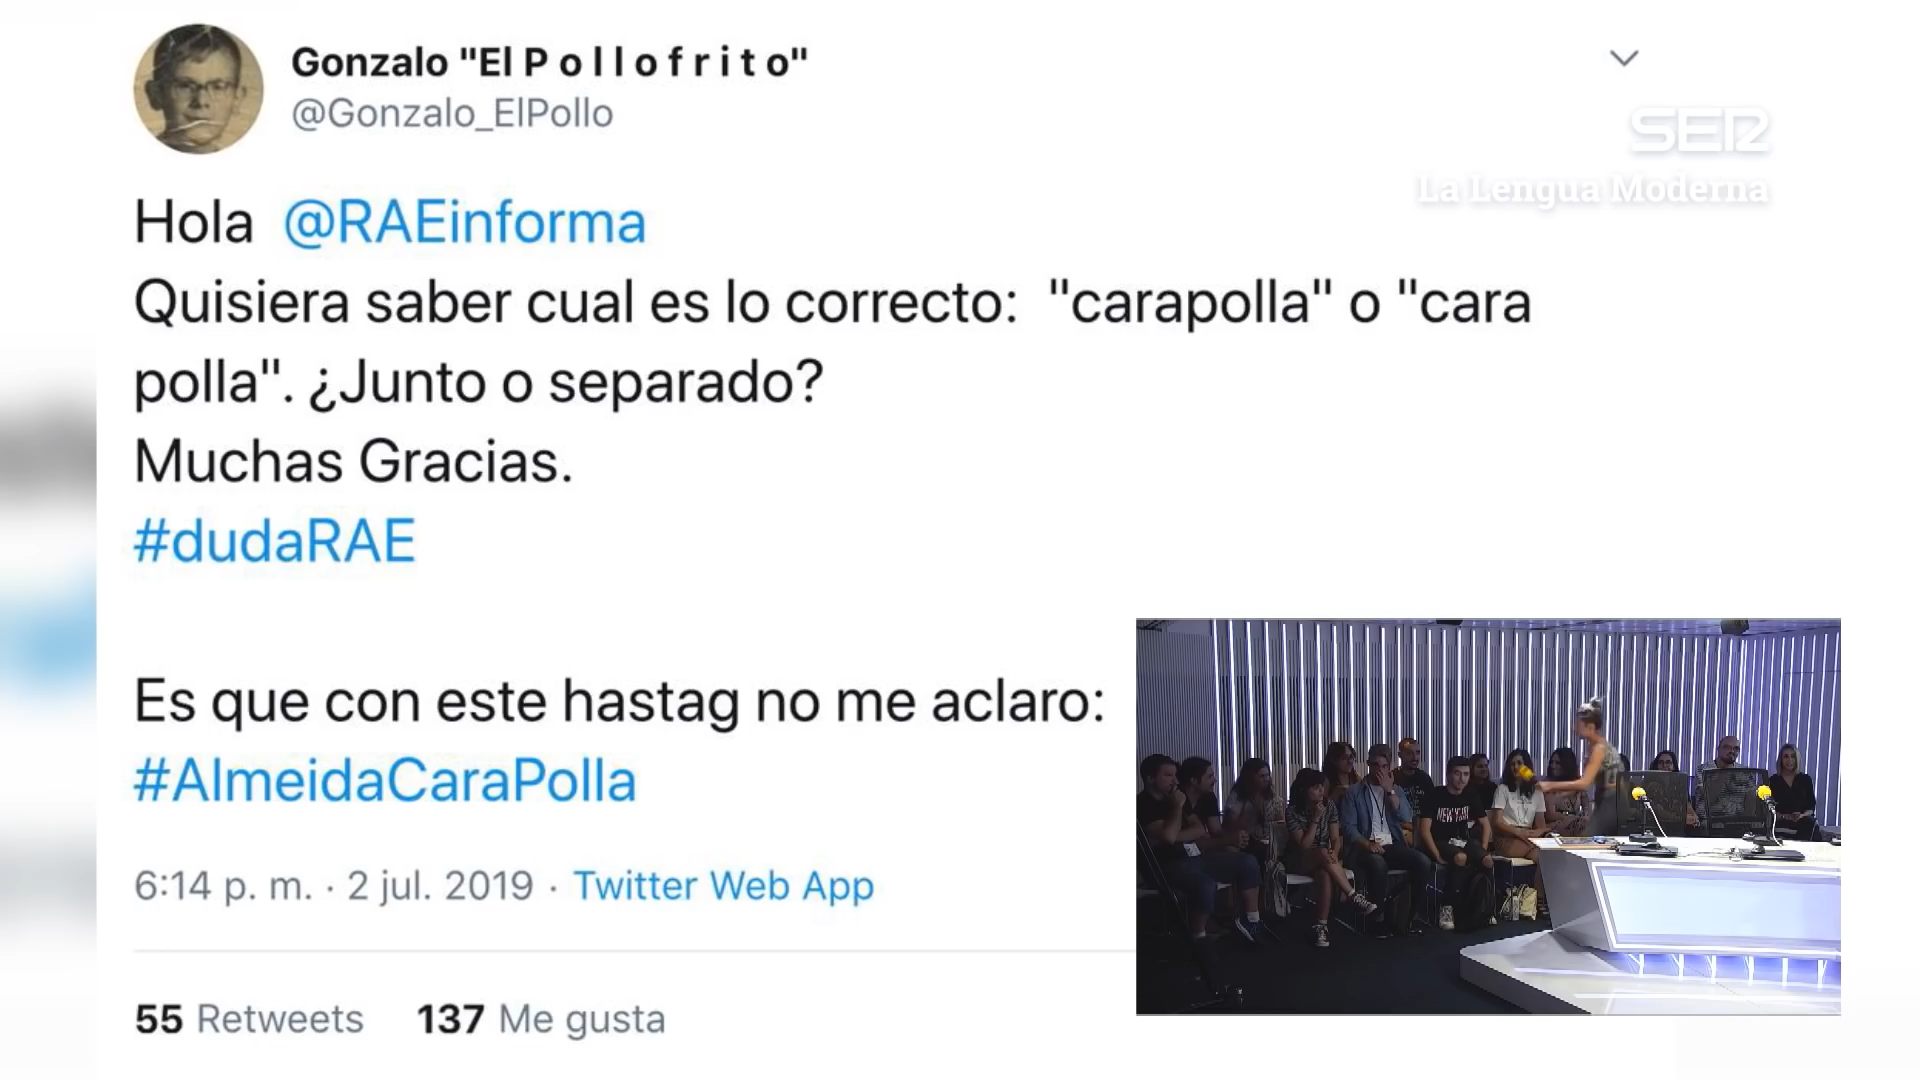 Gonzalo "El P o l l o f r i t o"
@Gonzalo_ElPollo
SER
La Lengua Moderna
Hola @RAEinforma
Quisiera saber cual es lo correcto: "carapolla" o "cara
polla". ¿Junto o separado?
Muchas Gracias.
#dudaRAE
Es que con este hastag no me aclaro:
#AlmeidaCaraPolla
6:14 p. m. · 2 jul. 2019 · Twitter Web App
55 Retweets 137 Me gusta
NEW YORK